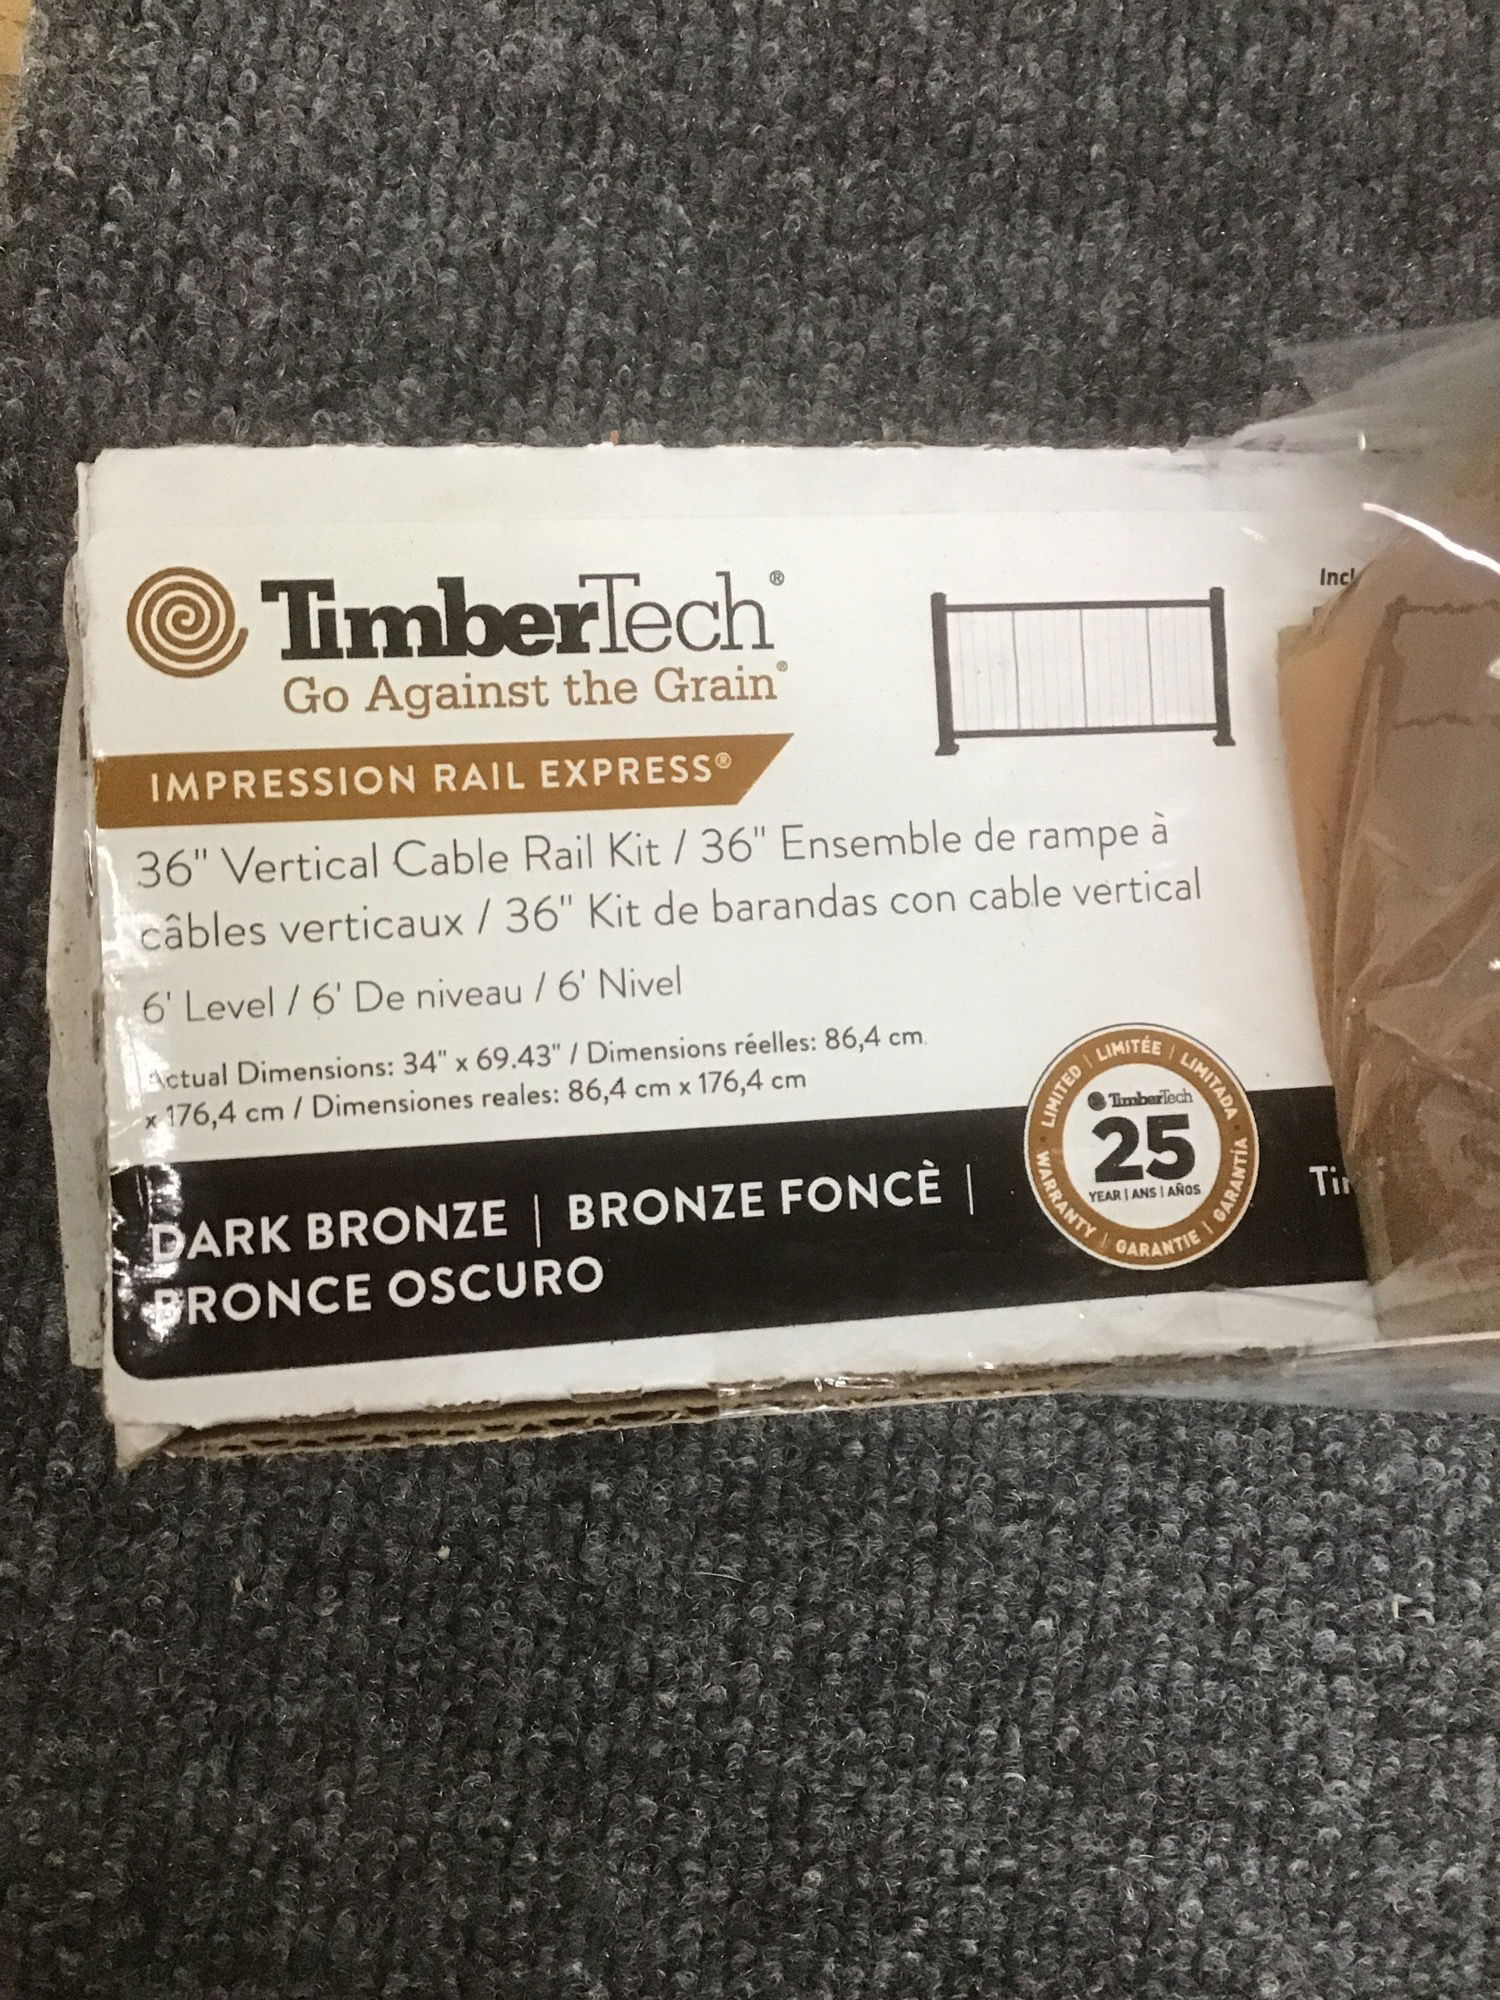 TimberTech®
Go Against the Grain®
IMPRESSION RAIL EXPRESS®
36" Vertical Cable Rail Kit / 36" Ensemble de rampe à
câbles verticaux / 36" Kit de barandas con cable vertical
6' Level / 6' De niveau / 6' Nivel
Actual Dimensions: 34" x 69.43" / Dimensions réelles: 86,4 cm
x 176,4 cm / Dimensiones reales: 86,4 cm x 176,4 cm
DARK BRONZE | BRONZE FONCÈ |
BRONCE OSCURO
LIMITED | LIMITÉE | LIMITADA
TimberTech
25
YEAR | ANS | AÑOS
WARRANTY | GARANTIE | GARANTÍA